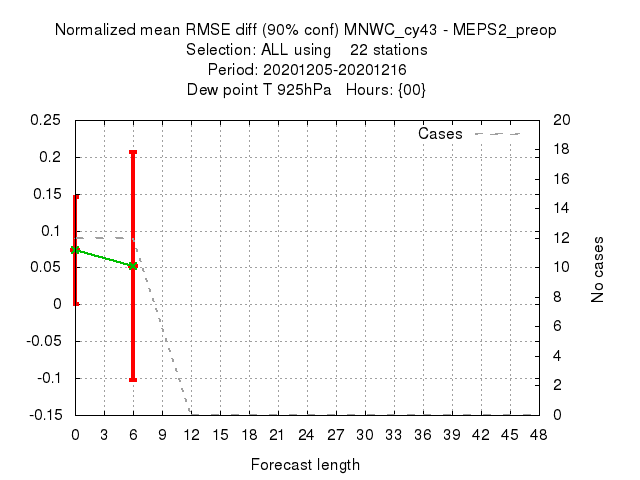 Normalized mean RMSE diff (90% conf) MNWC_cy43 - MEPS2_preop
Selection: ALL using 22 stations
Period: 20201205-20201216
Dew point T 925hPa Hours: {00}
Cases
0.25
0.2
0.15
0.1
0.05
0
-0.05
-0.1
-0.15
20
18
16
14
12
10
8
6
4
2
0
No cases
0 3 6 9 12 15 18 21 24 27 30 33 36 39 42 45 48
Forecast length